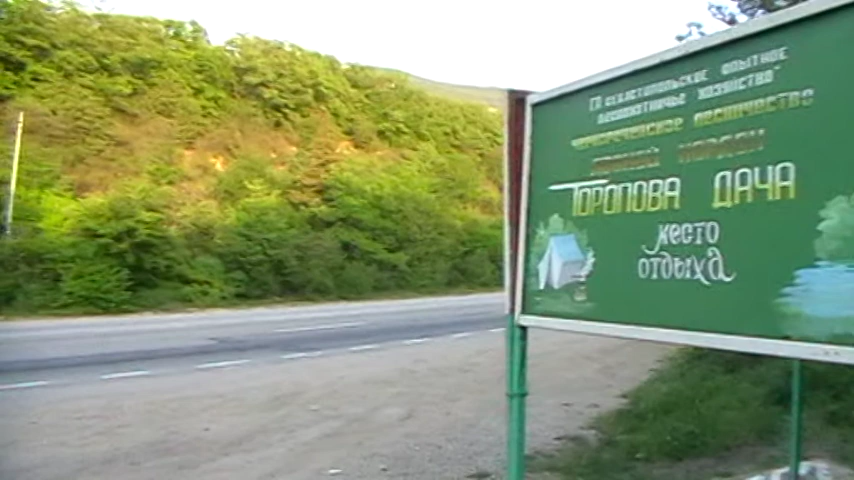 ГП "Севастопольское опытное
лесоохотничье хозяйство"
Чернореченское лесничество
Торопова дача
место
отдыха